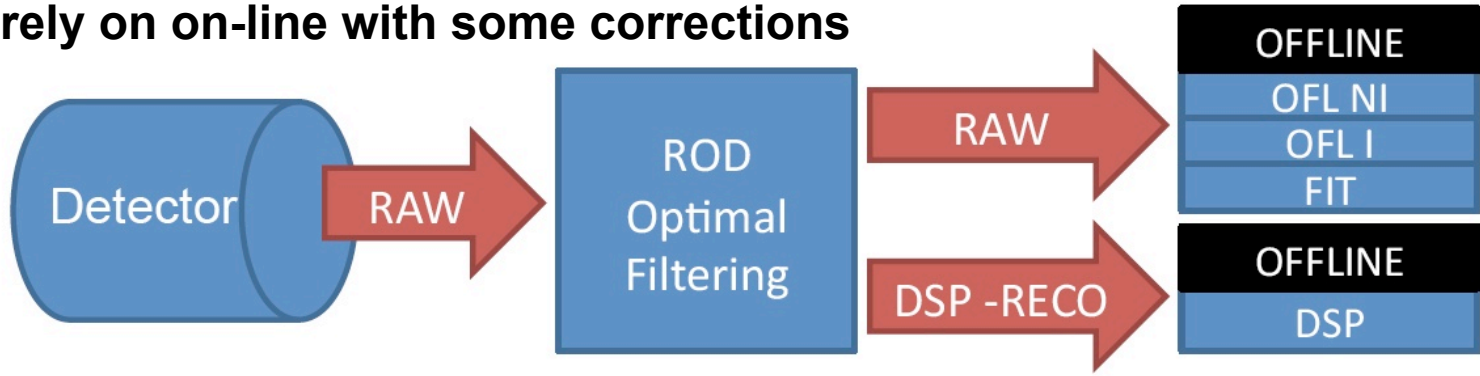 rely on on-line with some corrections
Detector
RAW
ROD
Optimal
Filtering
RAW
DSP -RECO
OFFLINE
OFL NI
OFL I
FIT
OFFLINE
DSP